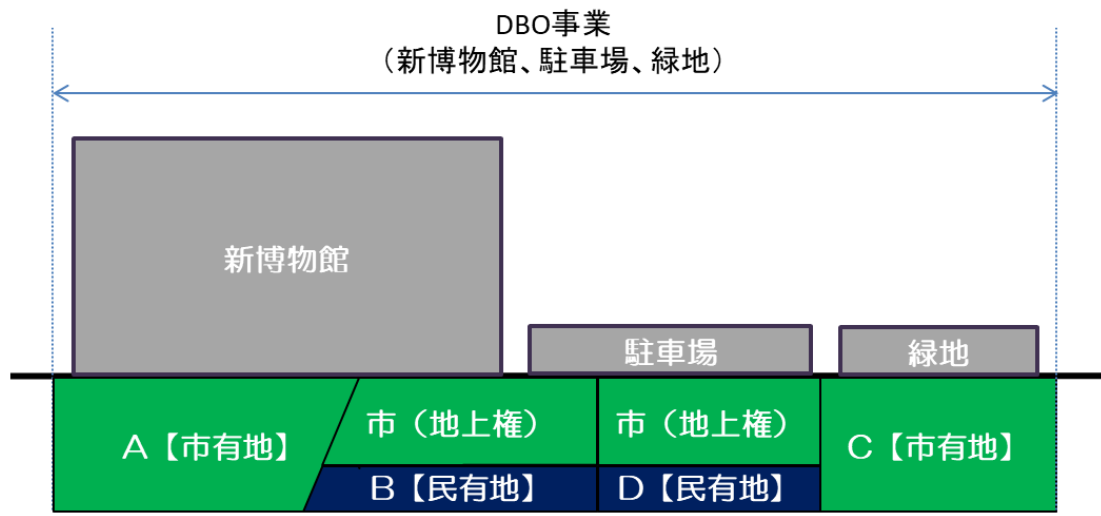 DBO事業
（新博物館、駐車場、緑地）
新博物館
駐車場
緑地
A【市有地】
市（地上権）
市（地上権）
C【市有地】
B【民有地】
D【民有地】